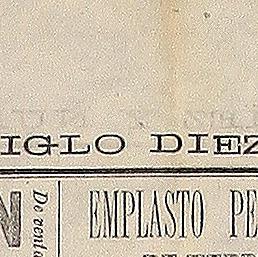 IGLO DIEZ
N
De venta
EMPLASTO PE